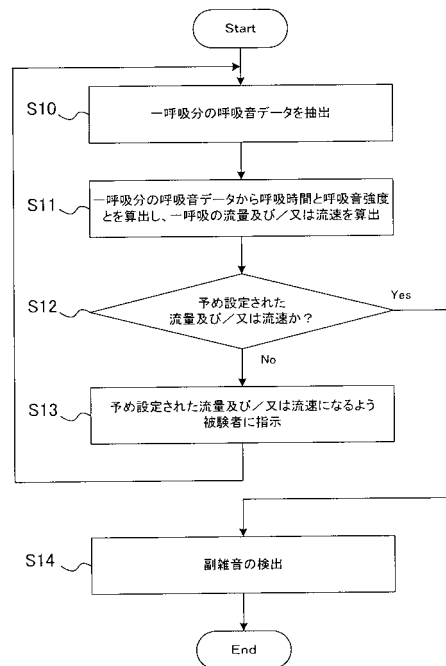 Start
S10
一呼吸分の呼吸音データを抽出
S11
一呼吸分の呼吸音データから呼吸時間と呼吸音強度
とを算出し、一呼吸の流量及び／又は流速を算出
S12
予め設定された
流量及び／又は流速か？
Yes
No
S13
予め設定された流量及び／又は流速になるよう
被験者に指示
S14
副雑音の検出
End